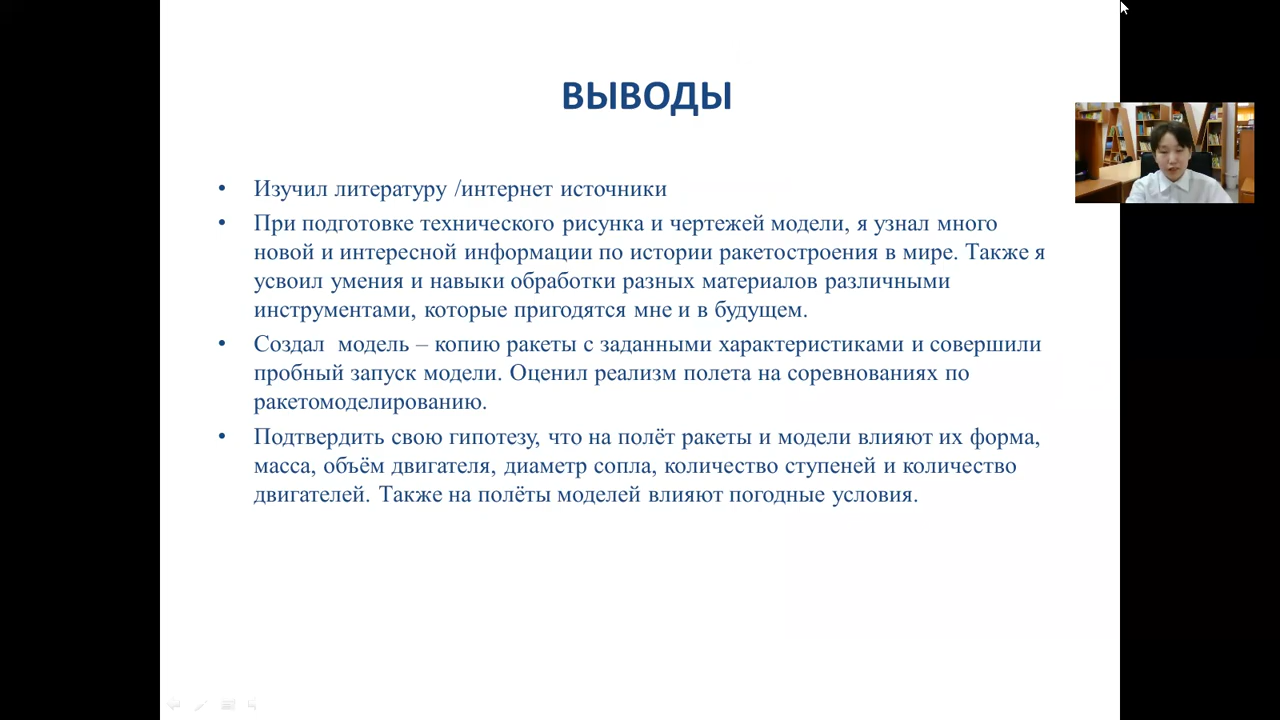 ВЫВОДЫ
• Изучил литературу /интернет источники
• При подготовке технического рисунка и чертежей модели, я узнал много
новой и интересной информации по истории ракетостроения в мире. Также я
усвоил умения и навыки обработки разных материалов различными
инструментами, которые пригодятся мне и в будущем.
• Создал  модель – копию ракеты с заданными характеристиками и совершили
пробный запуск модели. Оценил реализм полета на соревнованиях по
ракетомоделированию.
• Подтвердить свою гипотезу, что на полёт ракеты и модели влияют их форма,
масса, объём двигателя, диаметр сопла, количество ступеней и количество
двигателей. Также на полёты моделей влияют погодные условия.